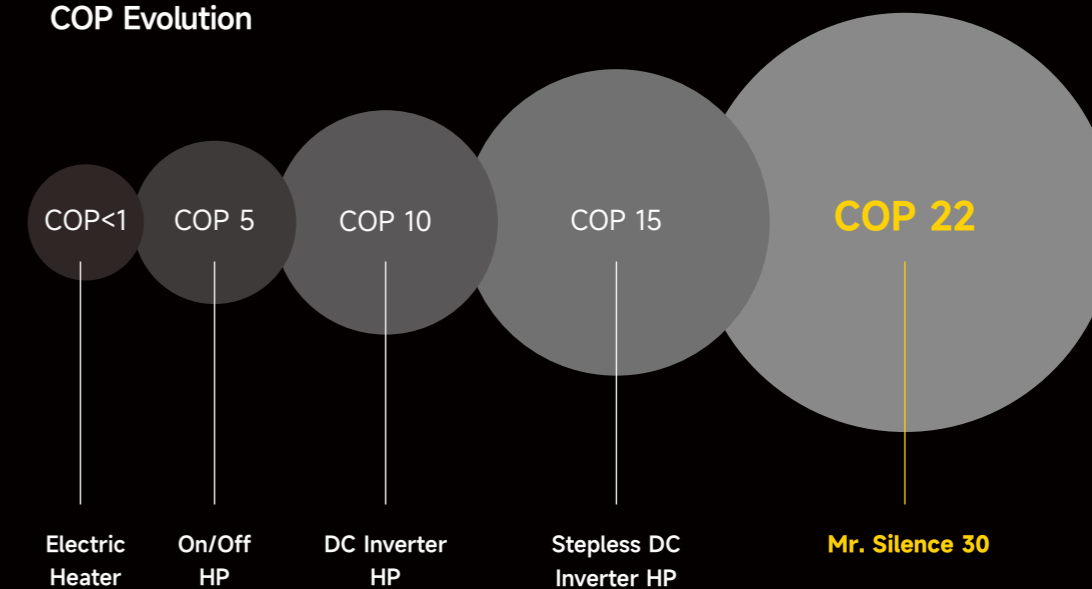 COP Evolution
COP<1
COP 5
COP 10
COP 15
COP 22
Electric
Heater
On/Off
HP
DC Inverter
HP
Stepless DC
Inverter HP
Mr. Silence 30